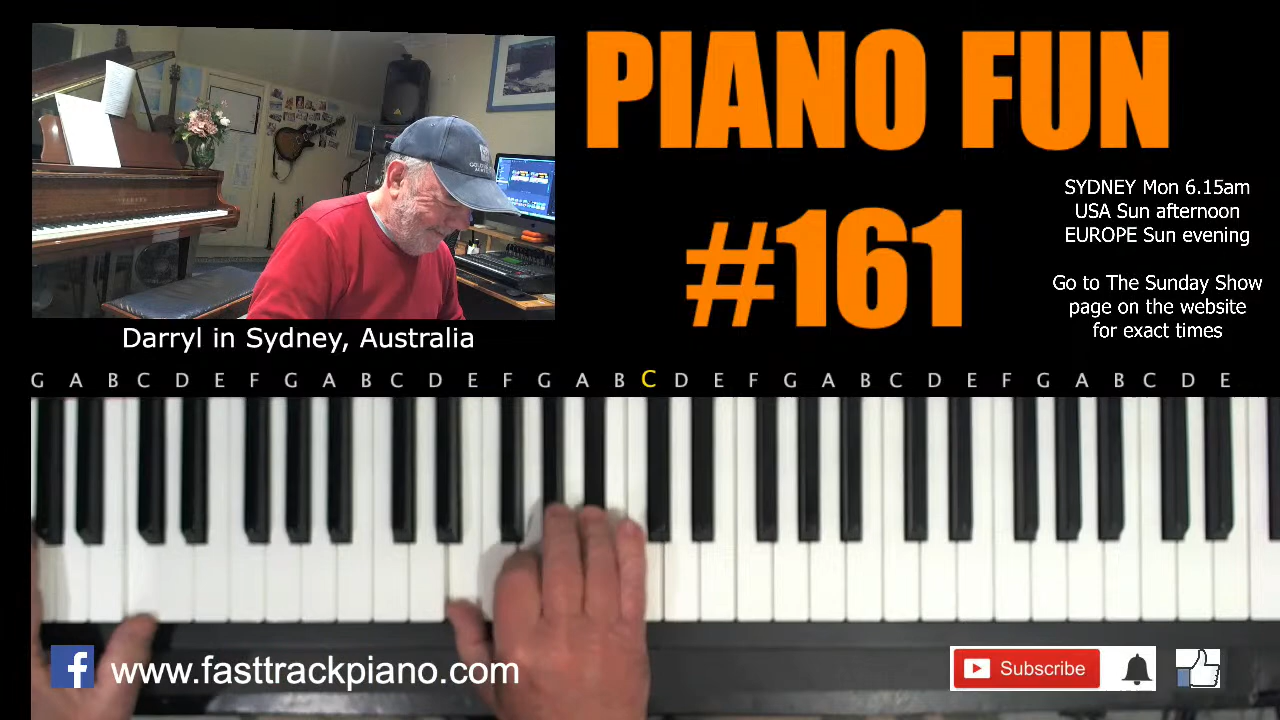 PIANO FUN
#161
SYDNEY Mon 6.15am
USA Sun afternoon
EUROPE Sun evening
Go to The Sunday Show
page on the website
for exact times
Darryl in Sydney, Australia
G A B C D E F G A B C D E F G A B C D E F G A B C D E F G A B C D E
www.fasttrackpiano.com
Subscribe